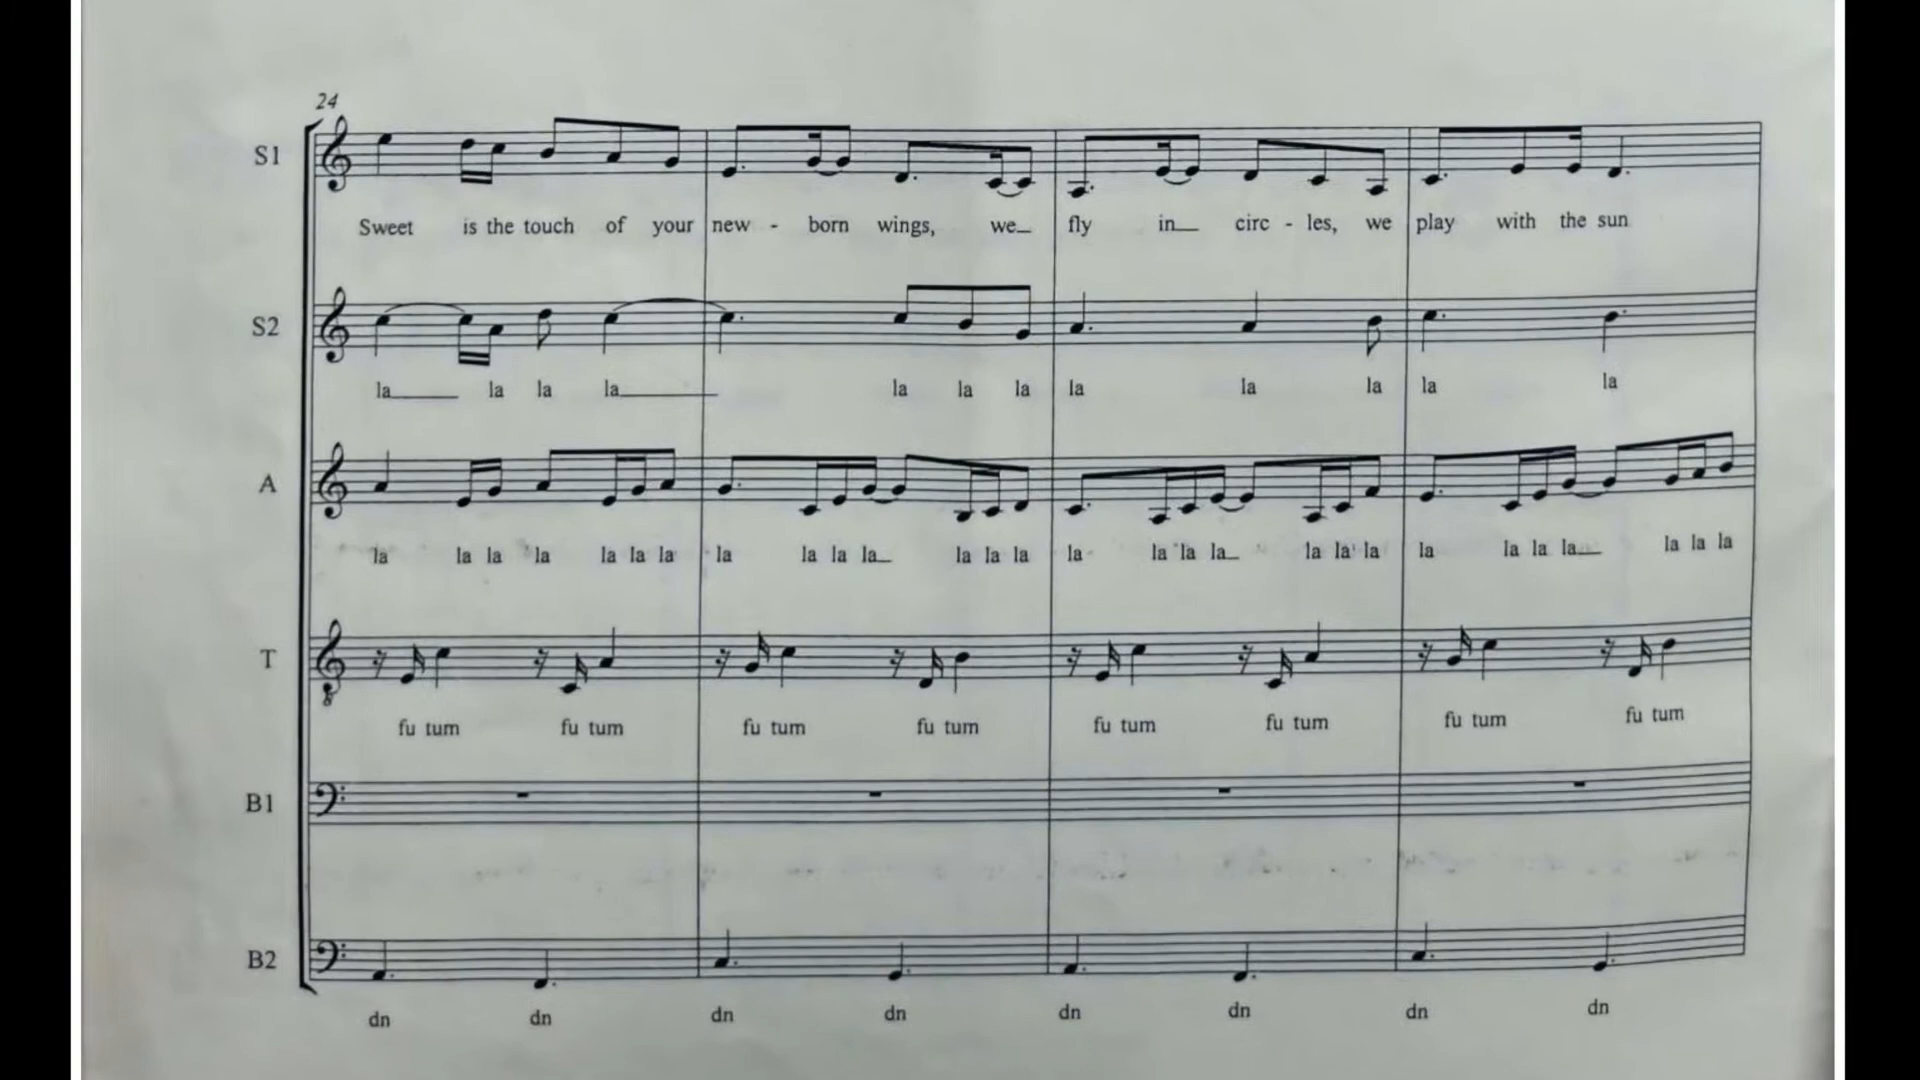 24
S1
Sweet is the touch of your new - born wings, we_ fly in_ circ - les, we play with the sun
S2
la_ la la la_ la la la la la la la la
A
la la la la la la la la la la la_ la la la la la la la_ la la la la la la la_ la la la
T
fu tum fu tum fu tum fu tum fu tum fu tum fu tum fu tum
B1
B2
dn dn dn dn dn dn dn dn